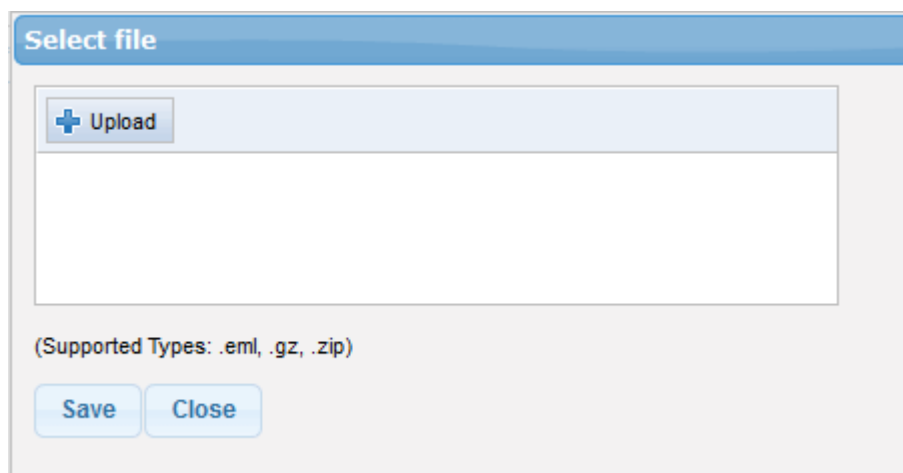 Select file
Upload
(Supported Types: .eml, .gz, .zip)
Save Close